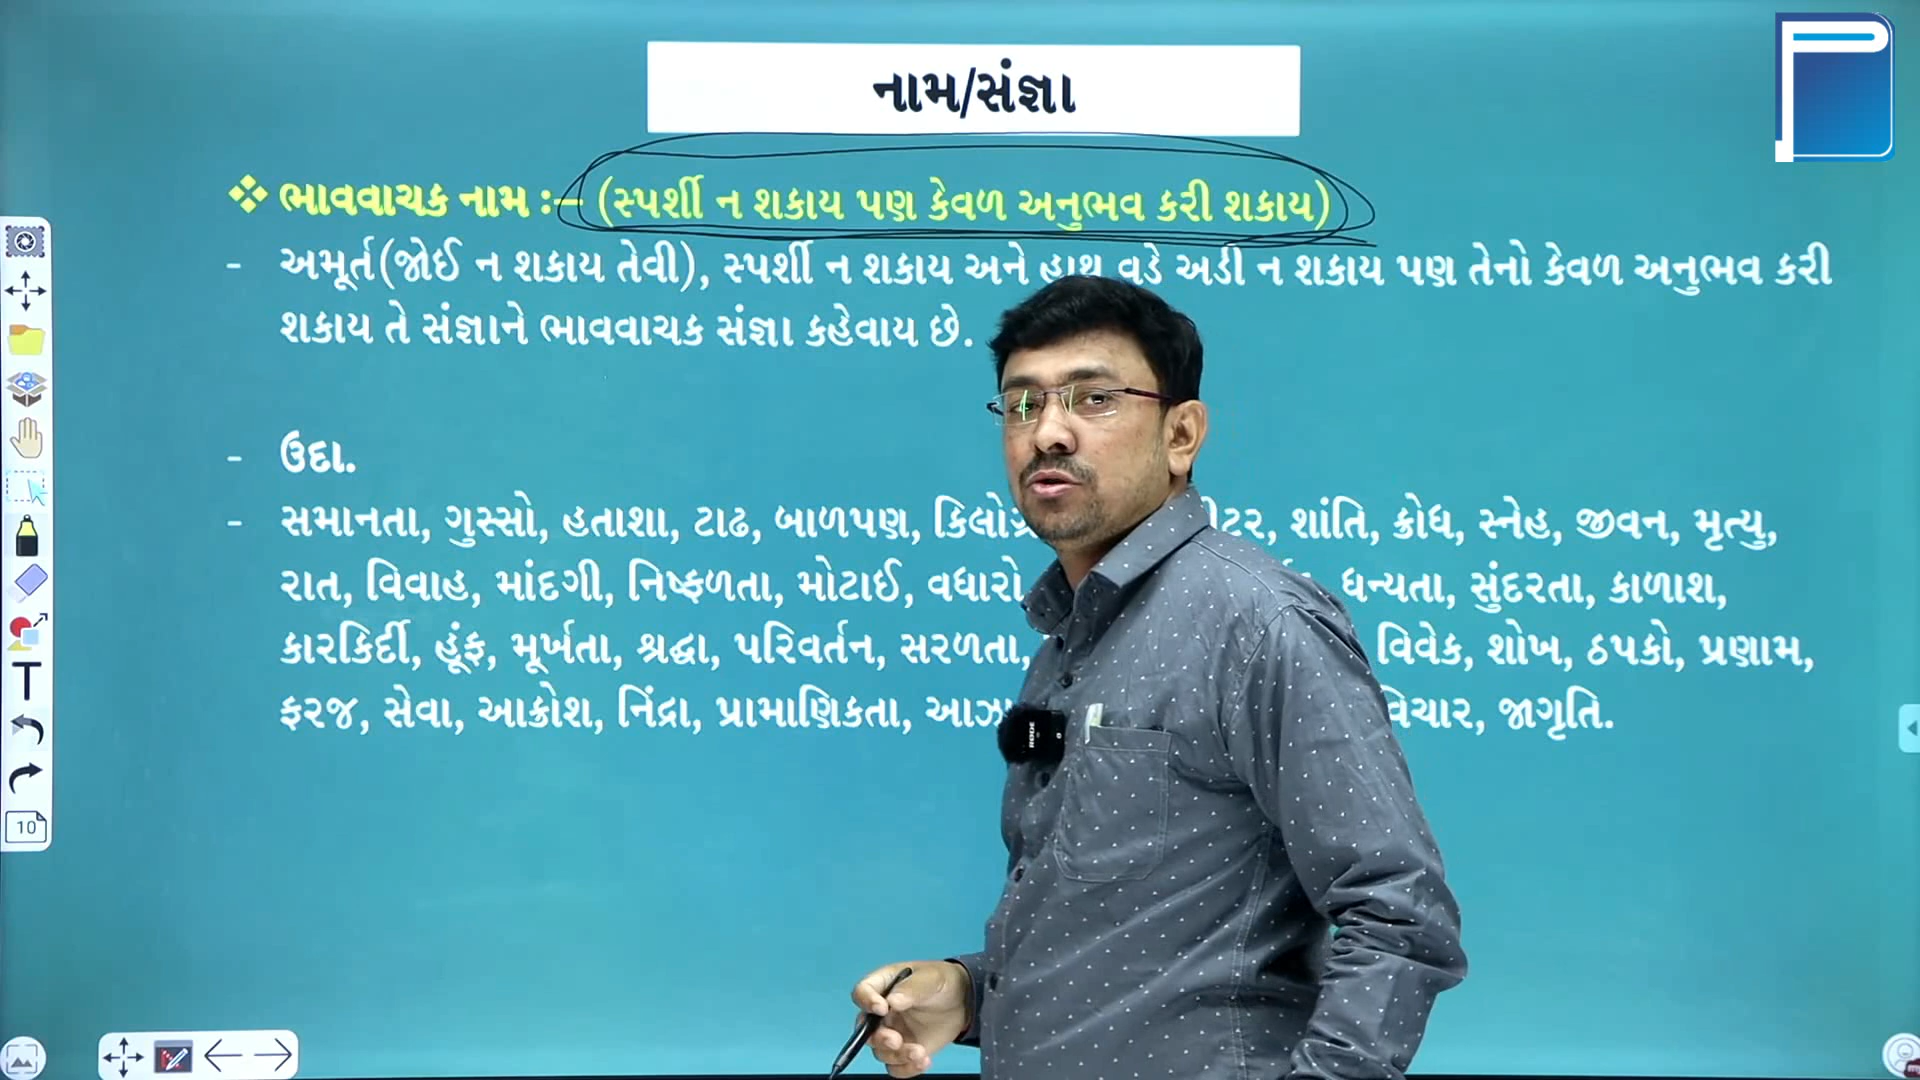 નામ/સંજ્ઞા
❖ ભાવવાચક નામ :– (સ્પર્શી ન શકાય પણ કેવળ અનુભવ કરી શકાય)
- અમૂર્ત(જોઈ ન શકાય તેવી), સ્પર્શી ન શકાય અને હાથ વડે અડી ન શકાય પણ તેનો કેવળ અનુભવ કરી
શકાય તે સંજ્ઞાને ભાવવાચક સંજ્ઞા કહેવાય છે.
- ઉદા.
- સમાનતા, ગુસ્સો, હતાશા, ટાઢ, બાળપણ, શાંતિ, ક્રોધ, સ્નેહ, જીવન, મૃત્યુ,
રાત, વિવાહ, માંદગી, નિષ્ફળતા, મોટાઈ, વધારો, ધન્યતા, સુંદરતા, કાળાશ,
કારકિર્દી, હૂંફ, મૂર્ખતા, શ્રદ્ધા, પરિવર્તન, સરળતા, વિવેક, શોખ, ઠપકો, પ્રણામ,
ફરજ, સેવા, આક્રોશ, નિંદ્રા, પ્રામાણિકતા, વિચાર, જાગૃતિ.
T
10
RODE